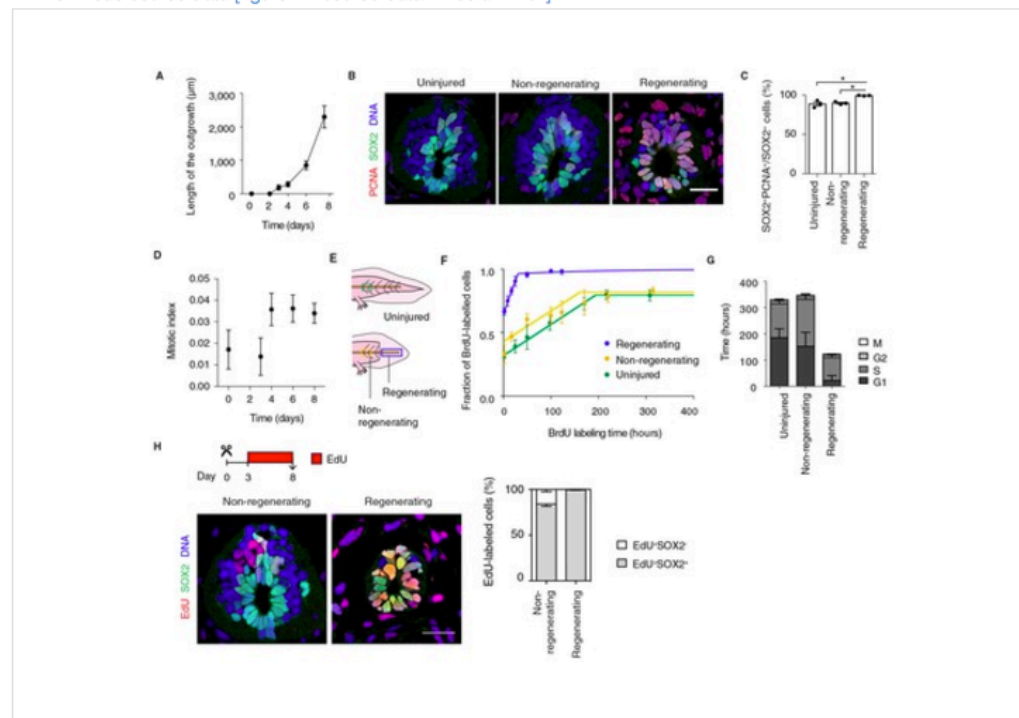 A
Length of the outgrowth (µm)
3,000
2,000
1,000
0
0 2 3 4 6 8
Time (days)
B
Uninjured
Non-regenerating
Regenerating
PCNA SOX2 DNA
C
SOX2⁺PCNA⁺/SOX2⁺ cells (%)
100
50
0
*
*
Uninjured
Non-
regenerating
Regenerating
D
Mitotic index
0.05
0.04
0.03
0.02
0.01
0.00
0 2 4 6 8
Time (days)
E
Uninjured
Regenerating
Non-
regenerating
F
Fraction of BrdU-labelled cells
1.0
0.5
0.0
0 100 200 300 400
BrdU labeling time (hours)
Regenerating
Non-regenerating
Uninjured
G
Time (hours)
400
300
200
100
0
Uninjured
Non-regenerating
Regenerating
M
G2
S
G1
H
EdU
Day 0 3 8
Non-regenerating
Regenerating
EdU SOX2 DNA
EdU-labeled cells (%)
100
50
0
Non-
regenerating
Regenerating
EdU⁺SOX2⁻
EdU⁺SOX2⁺